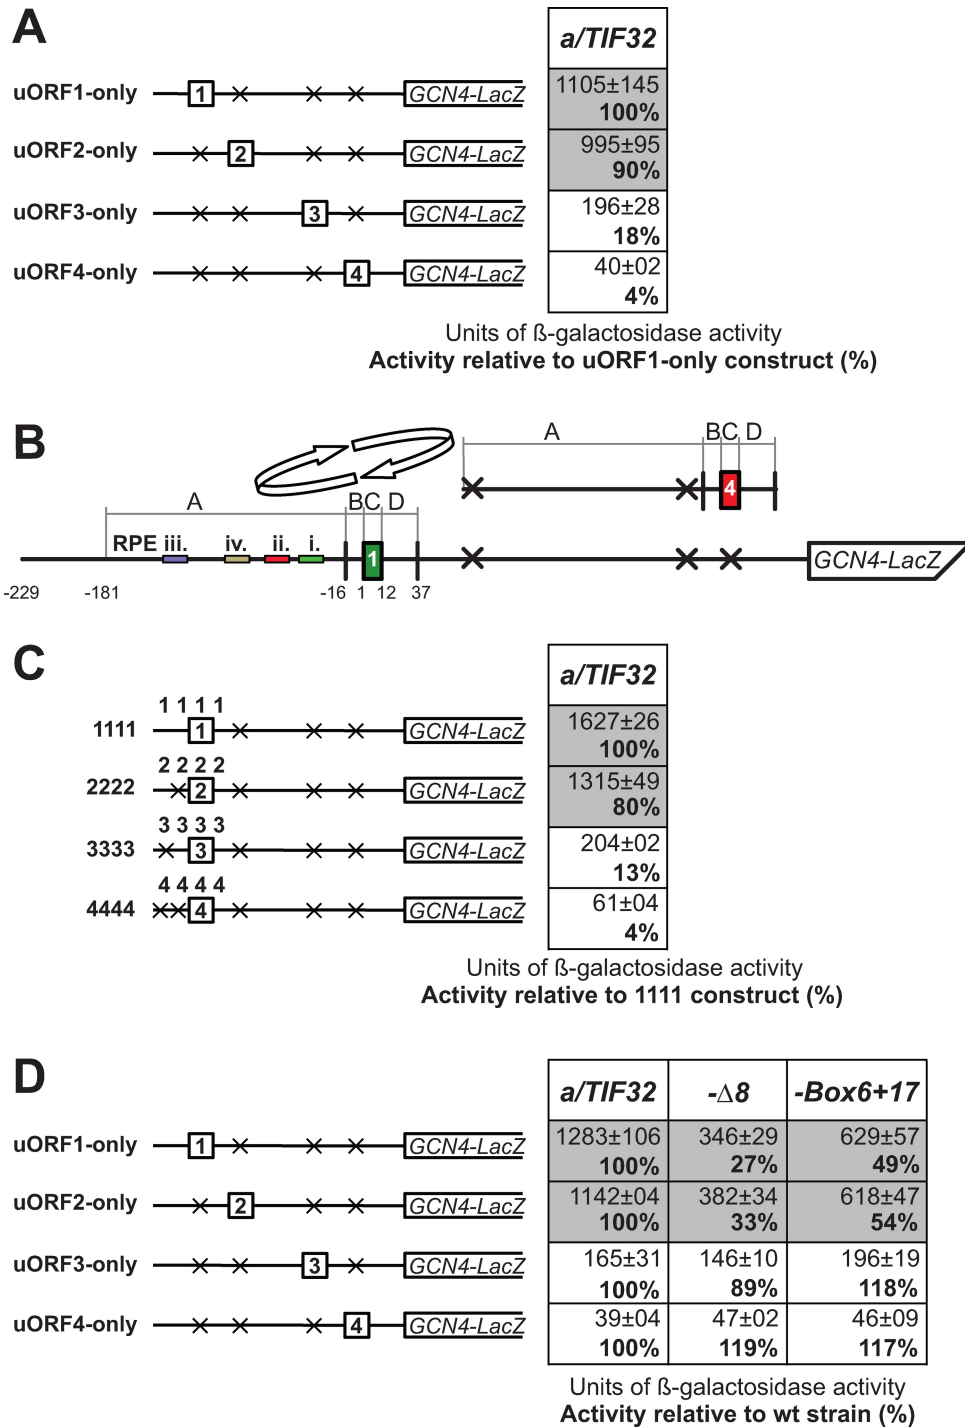 A
a/TIF32
uORF1-only 1 GCN4-LacZ 1105±145
100%
uORF2-only 2 GCN4-LacZ 995±95
90%
uORF3-only 3 GCN4-LacZ 196±28
18%
uORF4-only 4 GCN4-LacZ 40±02
4%
Units of ß-galactosidase activity
Activity relative to uORF1-only construct (%)
B
A B C D
4
A B C D
RPE iii. iv. ii. i.
1 GCN4-LacZ
-229 -181 -16 1 12 37
C
a/TIF32
1 1 1 1
1111 1 GCN4-LacZ 1627±26
100%
2 2 2 2
2222 2 GCN4-LacZ 1315±49
80%
3 3 3 3
3333 3 GCN4-LacZ 204±02
13%
4 4 4 4
4444 4 GCN4-LacZ 61±04
4%
Units of ß-galactosidase activity
Activity relative to 1111 construct (%)
D
a/TIF32 -Δ8 -Box6+17
uORF1-only 1 GCN4-LacZ 1283±106 346±29 629±57
100% 27% 49%
uORF2-only 2 GCN4-LacZ 1142±04 382±34 618±47
100% 33% 54%
uORF3-only 3 GCN4-LacZ 165±31 146±10 196±19
100% 89% 118%
uORF4-only 4 GCN4-LacZ 39±04 47±02 46±09
100% 119% 117%
Units of ß-galactosidase activity
Activity relative to wt strain (%)